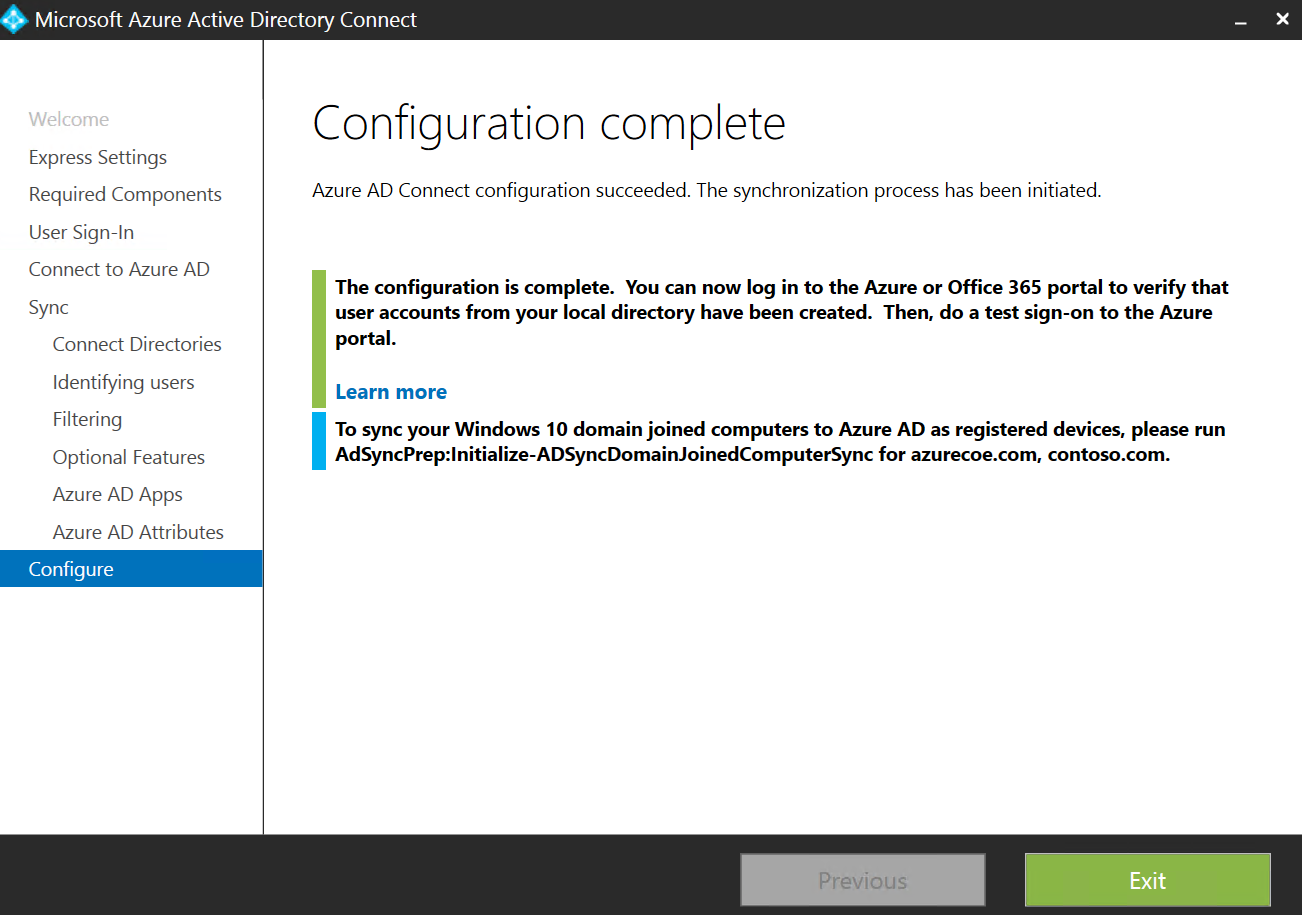 Microsoft Azure Active Directory Connect
Welcome
Express Settings
Required Components
User Sign-In
Connect to Azure AD
Sync
Connect Directories
Identifying users
Filtering
Optional Features
Azure AD Apps
Azure AD Attributes
Configure
Configuration complete
Azure AD Connect configuration succeeded. The synchronization process has been initiated.
The configuration is complete.  You can now log in to the Azure or Office 365 portal to verify that
user accounts from your local directory have been created.  Then, do a test sign-on to the Azure
portal.
Learn more
To sync your Windows 10 domain joined computers to Azure AD as registered devices, please run
AdSyncPrep:Initialize-ADSyncDomainJoinedComputerSync for azurecoe.com, contoso.com.
Previous
Exit